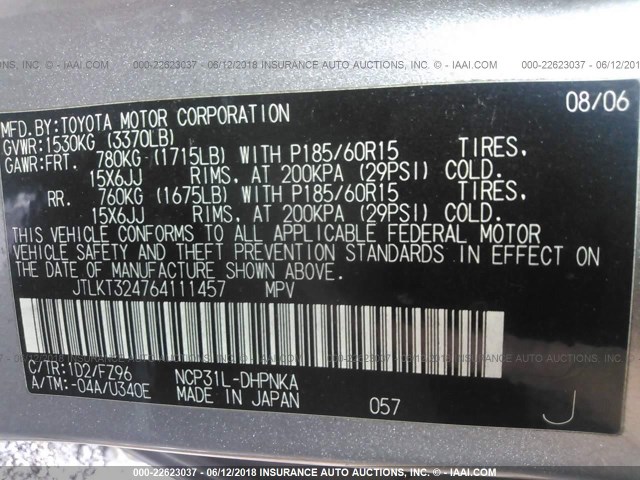 000-22623037 - 06/12/2018 INSURANCE AUTO AUCTIONS, INC. - IAAI.COM
MFD.BY:TOYOTA MOTOR CORPORATION 08/06
GVWR:1530KG (3370LB)
GAWR:FRT. 780KG (1715LB) WITH P185/60R15 TIRES,
15X6JJ RIMS, AT 200KPA (29PSI) COLD.
RR. 760KG (1675LB) WITH P185/60R15 TIRES,
15X6JJ RIMS, AT 200KPA (29PSI) COLD.
THIS VEHICLE CONFORMS TO ALL APPLICABLE FEDERAL MOTOR
VEHICLE SAFETY AND THEFT PREVENTION STANDARDS IN EFFECT ON
THE DATE OF MANUFACTURE SHOWN ABOVE.
JTLKT324764111457 MPV
C/TR:1D2/FZ96 NCP31L-DHPNKA
A/TM:-04A/U340E MADE IN JAPAN 057 J
000-22623037 - 06/12/2018 INSURANCE AUTO AUCTIONS, INC. - IAAI.COM